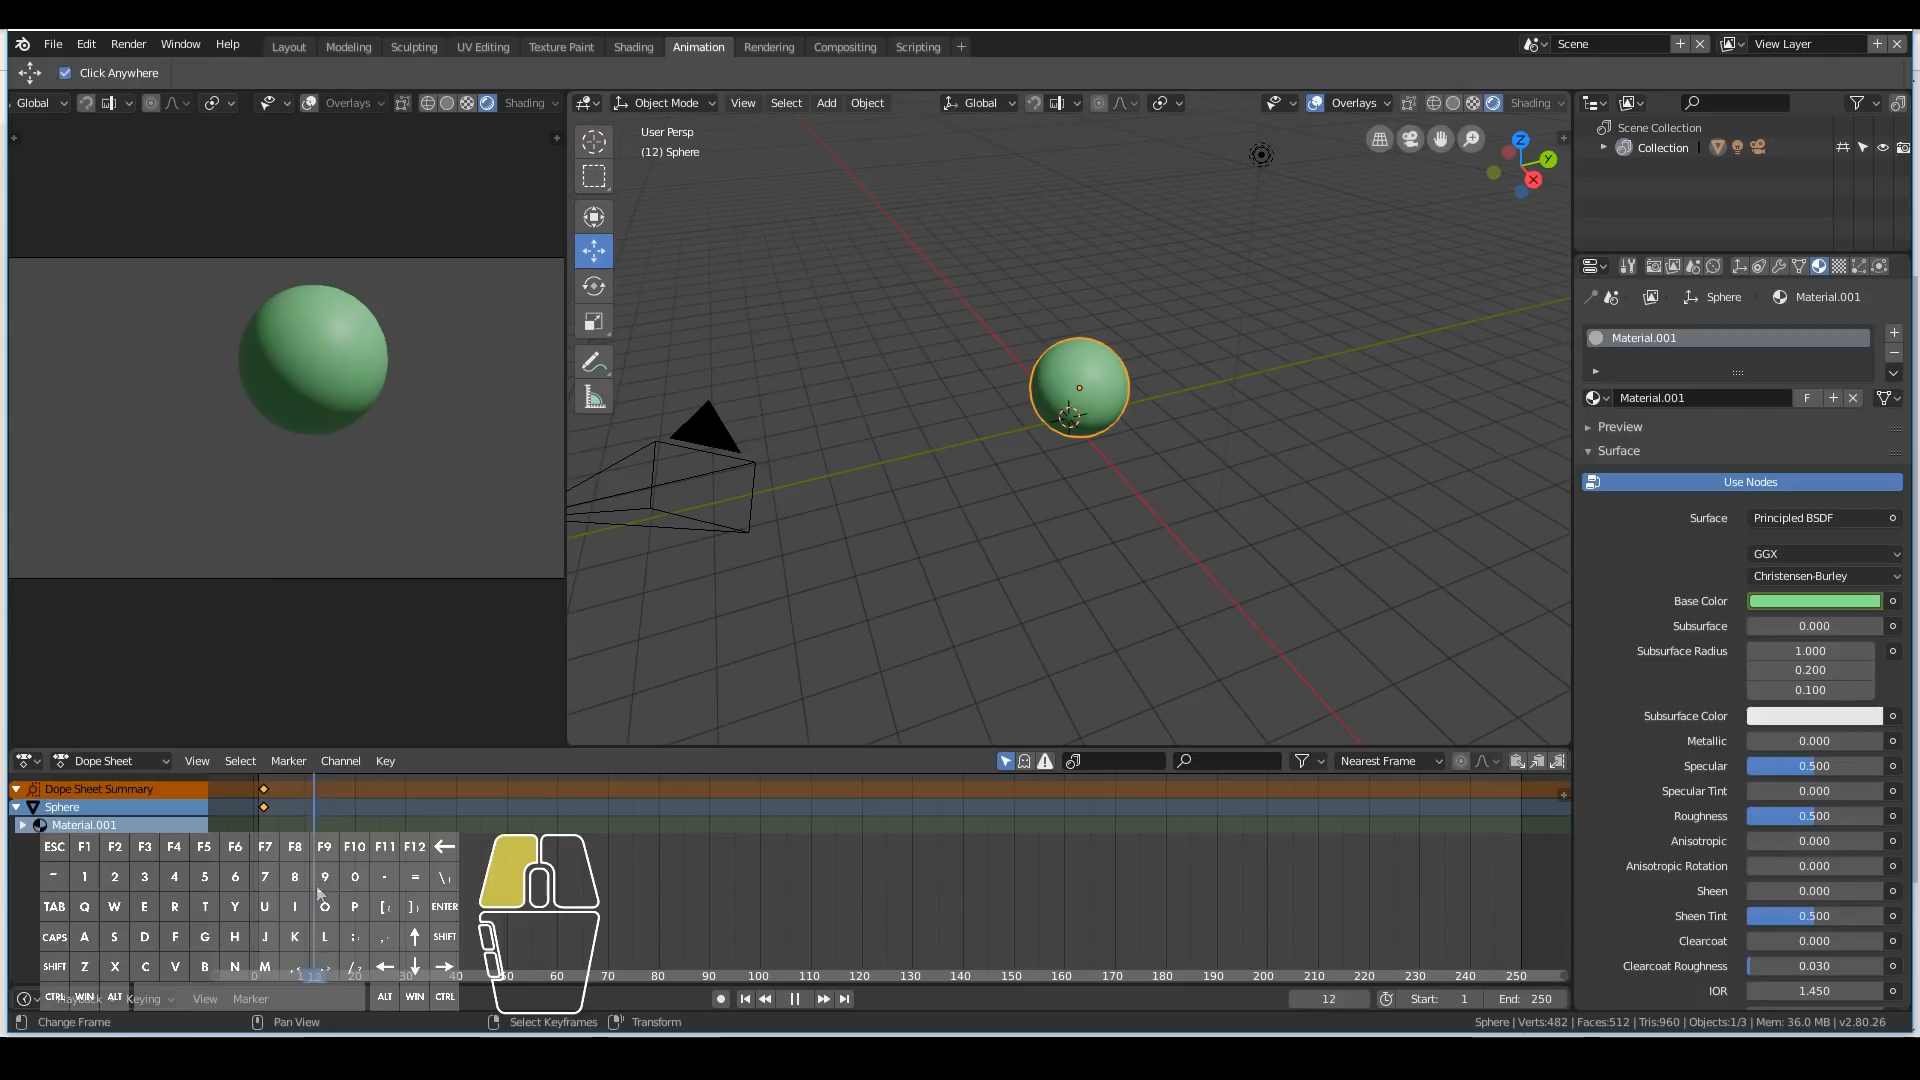 File Edit Render Window Help Layout Modeling Sculpting UV Editing Texture Paint Shading Animation Rendering Compositing Scripting + Scene View Layer
Click Anywhere
Global Overlays Shading Object Mode View Select Add Object Global Overlays Shading
User Persp
(12) Sphere
Z
Y
X
Scene Collection
Collection
Sphere Material.001
Material.001
Material.001 F
Preview
Surface
Use Nodes
Surface Principled BSDF
GGX
Christensen-Burley
Base Color
Subsurface 0.000
Subsurface Radius 1.000
0.200
0.100
Subsurface Color
Metallic 0.000
Specular 0.500
Specular Tint 0.000
Roughness 0.500
Anisotropic 0.000
Anisotropic Rotation 0.000
Sheen 0.000
Sheen Tint 0.500
Clearcoat 0.000
Clearcoat Roughness 0.030
IOR 1.450
Dope Sheet View Select Marker Channel Key Nearest Frame
Dope Sheet Summary
Sphere
Material.001
ESC F1 F2 F3 F4 F5 F6 F7 F8 F9 F10 F11 F12 ←
~ 1 2 3 4 5 6 7 8 9 0 - = \
TAB Q W E R T Y U I O P [{ ]} ENTER
CAPS A S D F G H J K L ; , ↑ SHIFT
SHIFT Z X C V B N M , . / ← ↓ →
0 12 20 30 40 50 60 70 80 90 100 110 120 130 140 150 160 170 180 190 200 210 220 230 240 250
CTRL WIN ALT ALT WIN CTRL
Playback Keying View Marker 12 Start: 1 End: 250
Change Frame Pan View Select Keyframes Transform Sphere | Verts:482 | Faces:512 | Tris:960 | Objects:1/3 | Mem: 36.0 MB | v2.80.26